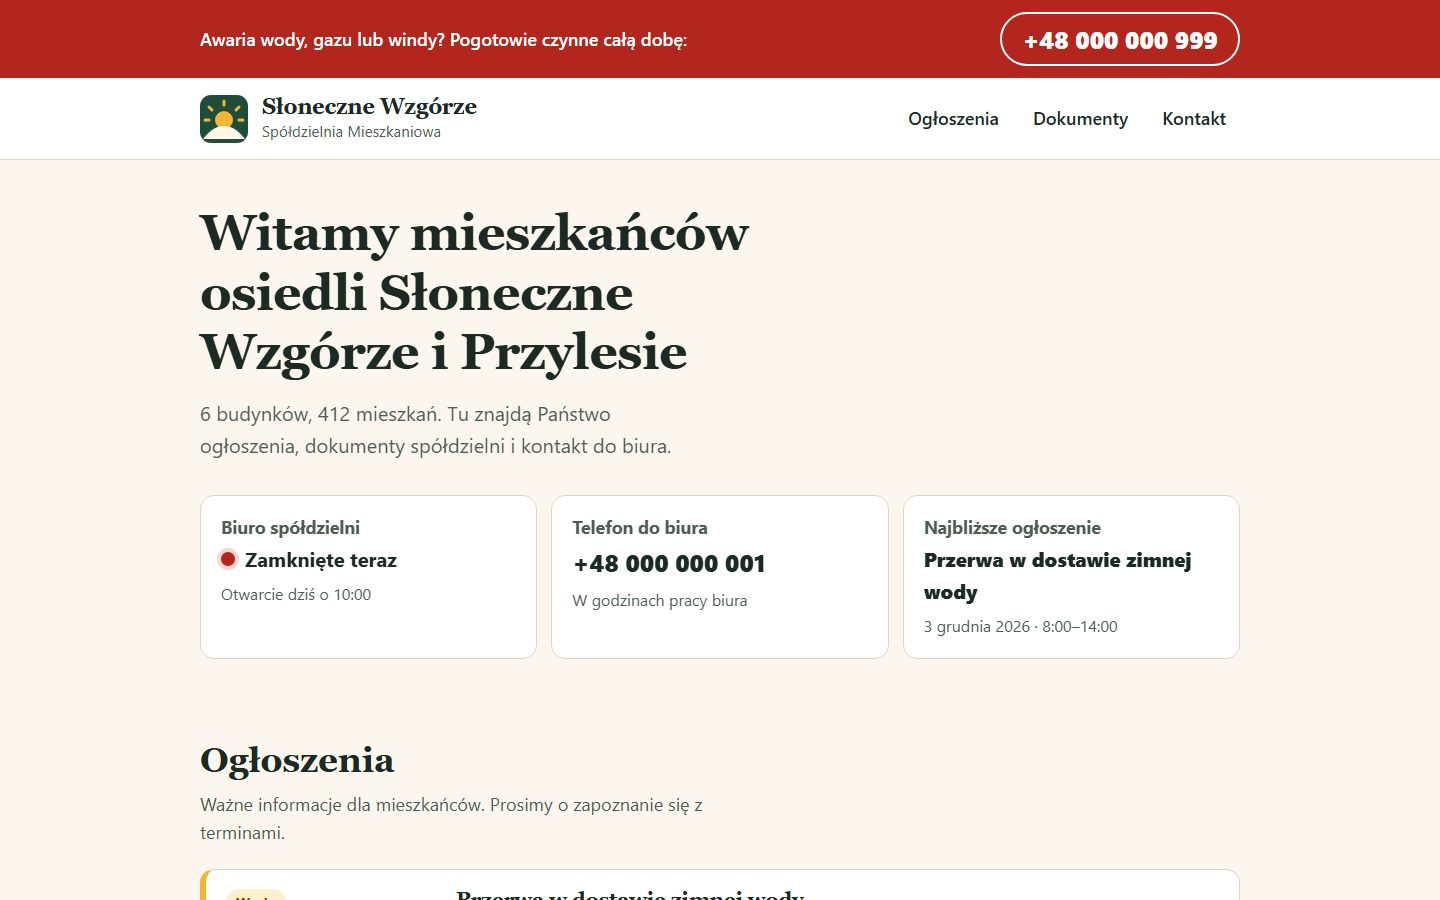 Awaria wody, gazu lub windy? Pogotowie czynne całą dobę:
+48 000 000 999
Słoneczne Wzgórze
Spółdzielnia Mieszkaniowa
Ogłoszenia
Dokumenty
Kontakt
Witamy mieszkańców
osiedli Słoneczne
Wzgórze i Przylesie
6 budynków, 412 mieszkań. Tu znajdą Państwo
ogłoszenia, dokumenty spółdzielni i kontakt do biura.
Biuro spółdzielni
Zamknięte teraz
Otwarcie dziś o 10:00
Telefon do biura
+48 000 000 001
W godzinach pracy biura
Najbliższe ogłoszenie
Przerwa w dostawie zimnej
wody
3 grudnia 2026 · 8:00–14:00
Ogłoszenia
Ważne informacje dla mieszkańców. Prosimy o zapoznanie się z
terminami.
Przerwa w dostawie zimnej wody